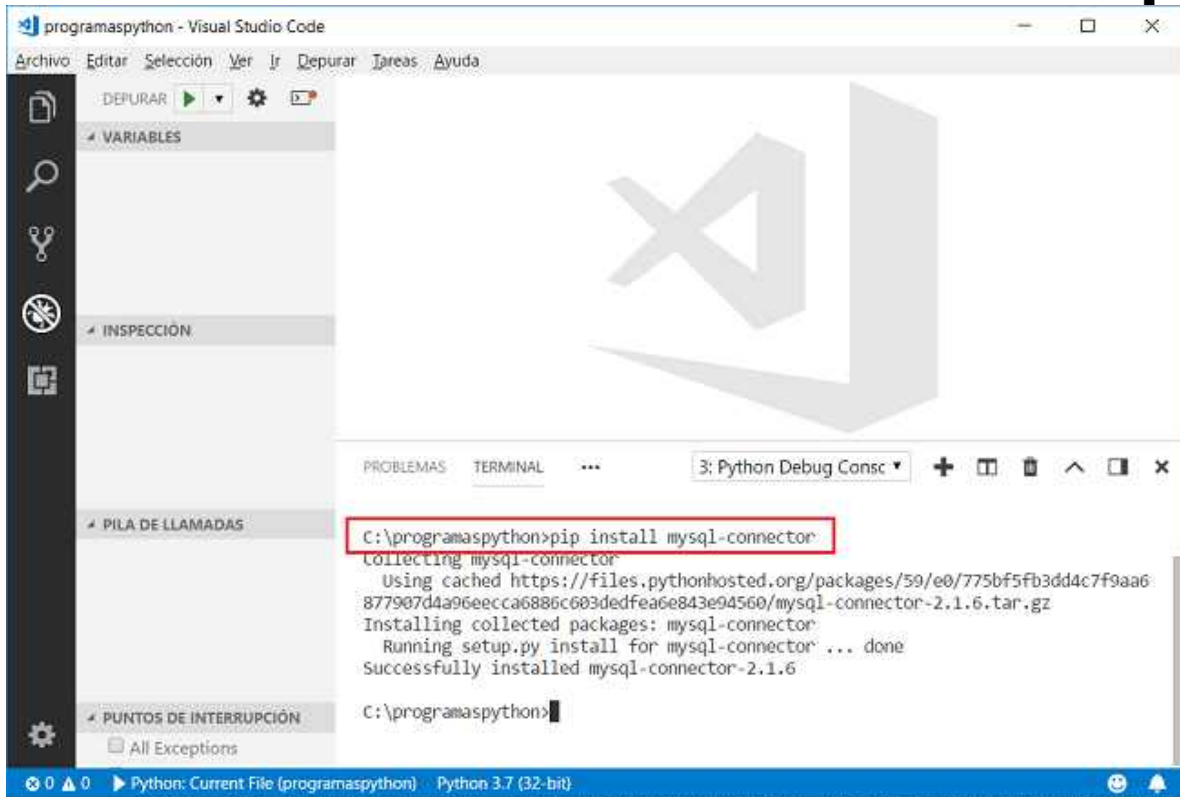 programaspython - Visual Studio Code
Archivo Editar Selección Ver Ir Depurar Tareas Ayuda
DEPURAR
VARIABLES
INSPECCIÓN
PILA DE LLAMADAS
PUNTOS DE INTERRUPCIÓN
All Exceptions
PROBLEMAS TERMINAL ••• 3: Python Debug Consc
C:\programaspython>pip install mysql-connector
Collecting mysql-connector
Using cached https://files.pythonhosted.org/packages/59/e0/775bf5fb3dd4c7f9aa6
877907d4a96eecca6886c603dedfea6e843e94560/mysql-connector-2.1.6.tar.gz
Installing collected packages: mysql-connector
Running setup.py install for mysql-connector ... done
Successfully installed mysql-connector-2.1.6
C:\programaspython>
0 0 Python: Current File (programaspython) Python 3.7 (32-bit)